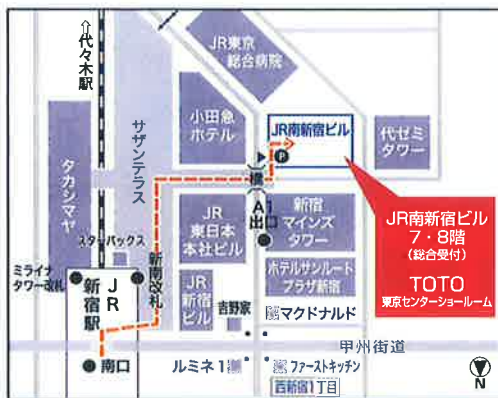 ↑代々木駅
JR東京
総合病院
小田急
ホテル
JR南新宿ビル
P
代ゼミ
タワー
サザンテラス
タカシマヤ
橋
A
1
出
JR
東日本
本社ビル
新宿
マインズ
タワー
JR南新宿ビル
7・8階
(総合受付)
TOTO
東京センターショールーム
スターバックス
ミライナ
タワー改札
新南改札
JR
新宿駅
JR
新宿
ビル
吉野家
ホテルサンルート
プラザ新宿
マクドナルド
甲州街道
南口
ルミネ1
ファーストキッチン
西新宿1丁目
N